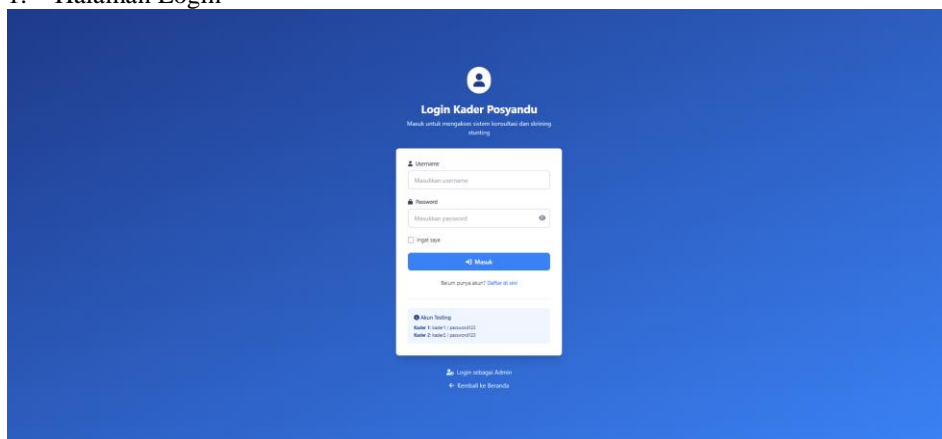 1. Halaman Login
Login Kader Posyandu
Masuk untuk mengakses sistem konsultasi dan skrining
stunting
Username
Masukkan username
Password
Masukkan password
Ingat saya
Masuk
Belum punya akun? Daftar di sini
Akun Testing
Kader 1: kader1 / password123
Kader 2: kader2 / password123
Login sebagai Admin
← Kembali ke Beranda